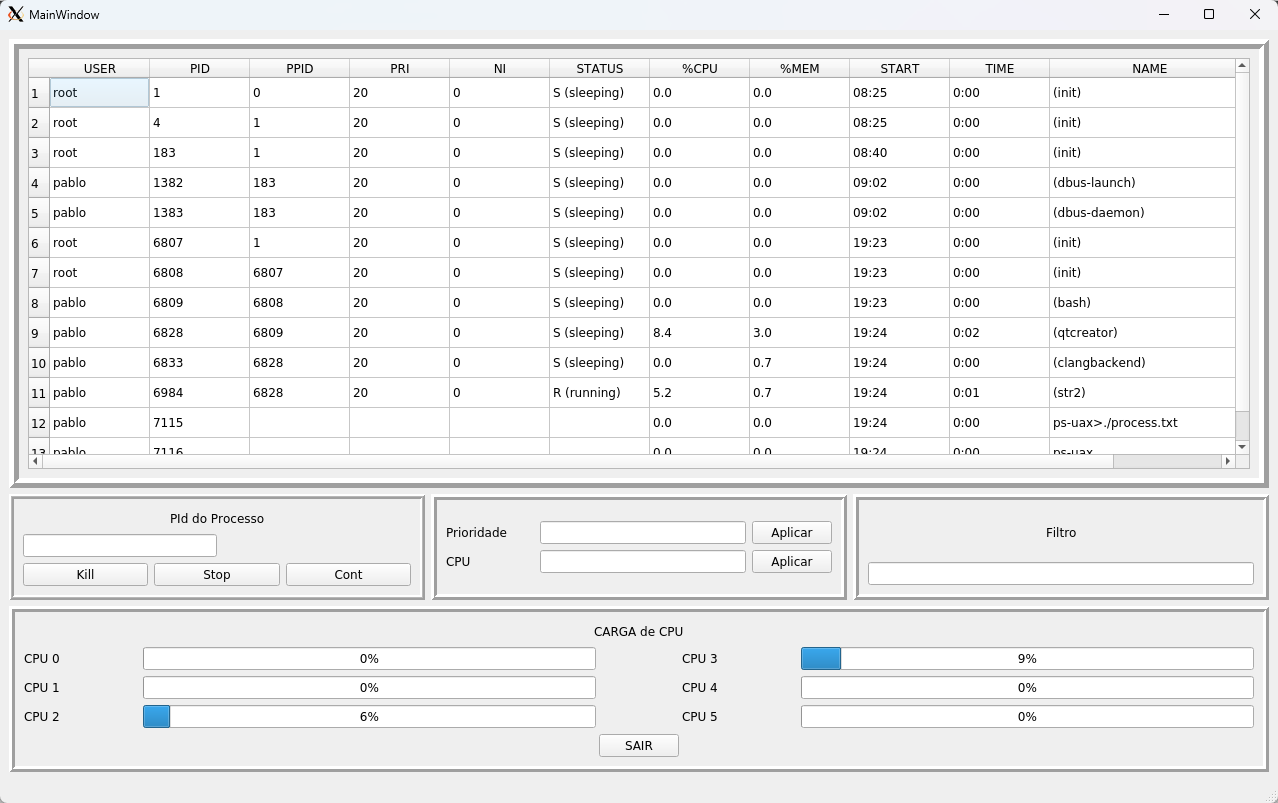 MainWindow
USER PID PPID PRI NI STATUS %CPU %MEM START TIME NAME
1 root 1 0 20 0 S (sleeping) 0.0 0.0 08:25 0:00 (init)
2 root 4 1 20 0 S (sleeping) 0.0 0.0 08:25 0:00 (init)
3 root 183 1 20 0 S (sleeping) 0.0 0.0 08:40 0:00 (init)
4 pablo 1382 183 20 0 S (sleeping) 0.0 0.0 09:02 0:00 (dbus-launch)
5 pablo 1383 183 20 0 S (sleeping) 0.0 0.0 09:02 0:00 (dbus-daemon)
6 root 6807 1 20 0 S (sleeping) 0.0 0.0 19:23 0:00 (init)
7 root 6808 6807 20 0 S (sleeping) 0.0 0.0 19:23 0:00 (init)
8 pablo 6809 6808 20 0 S (sleeping) 0.0 0.0 19:23 0:00 (bash)
9 pablo 6828 6809 20 0 S (sleeping) 8.4 3.0 19:24 0:02 (qtcreator)
10 pablo 6833 6828 20 0 S (sleeping) 0.0 0.7 19:24 0:00 (clangbackend)
11 pablo 6984 6828 20 0 R (running) 5.2 0.7 19:24 0:01 (str2)
12 pablo 7115 0.0 0.0 19:24 0:00 ps-uax>./process.txt
13 pablo 7116 0.0 0.0 19:24 0:00 ps-uax
PId do Processo
Kill Stop Cont
Prioridade Aplicar
CPU Aplicar
Filtro
CARGA de CPU
CPU 0 0% CPU 3 9%
CPU 1 0% CPU 4 0%
CPU 2 6% CPU 5 0%
SAIR